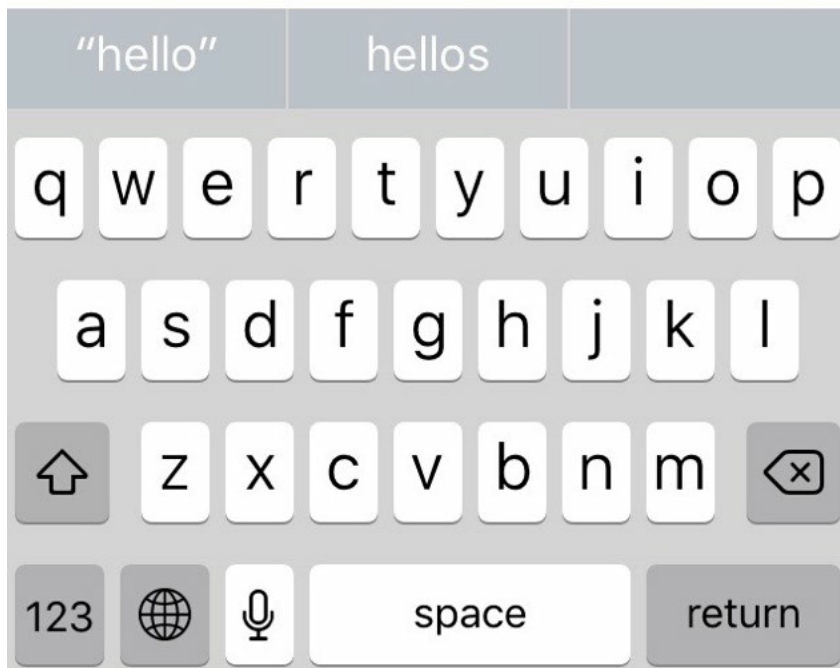 “hello” hellos
q w e r t y u i o p
a s d f g h j k l
z x c v b n m
123 space return